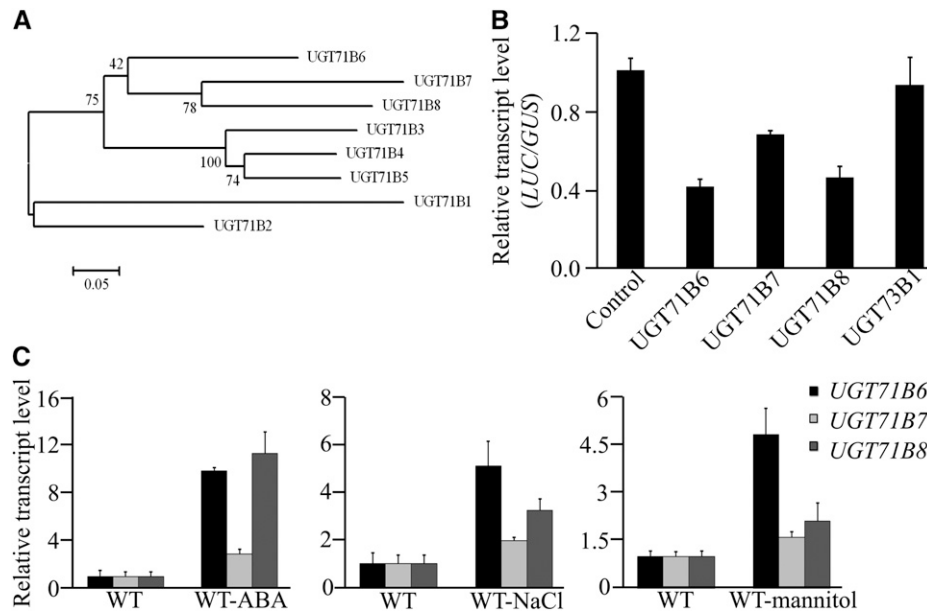 A
UGT71B6
42
UGT71B7
75
78
UGT71B8
UGT71B3
100
UGT71B4
74
UGT71B5
UGT71B1
UGT71B2
0.05
B
Relative transcript level
(LUC/GUS)
1.2
0.8
0.4
0.0
Control
UGT71B6
UGT71B7
UGT71B8
UGT73B1
C
Relative transcript level
16
12
8
4
0
WT
WT-ABA
8
6
4
2
0
WT
WT-NaCl
6
4.5
3
1.5
0
WT
WT-mannitol
UGT71B6
UGT71B7
UGT71B8